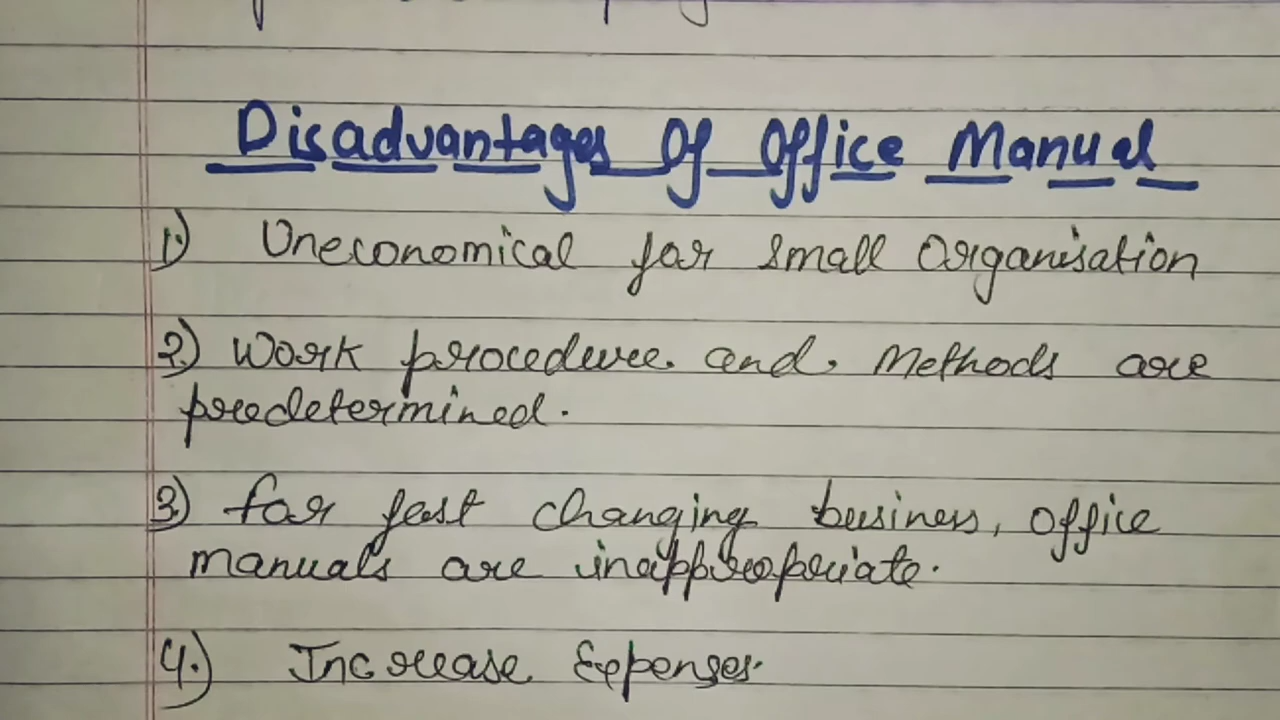 Disadvantages Of Office Manual
1) Uneconomical for small Organisation
2) Work procedure and Methods are
predetermined.
3) for fast changing business, office
manuals are inappropriate.
4.) Increase Expenses.